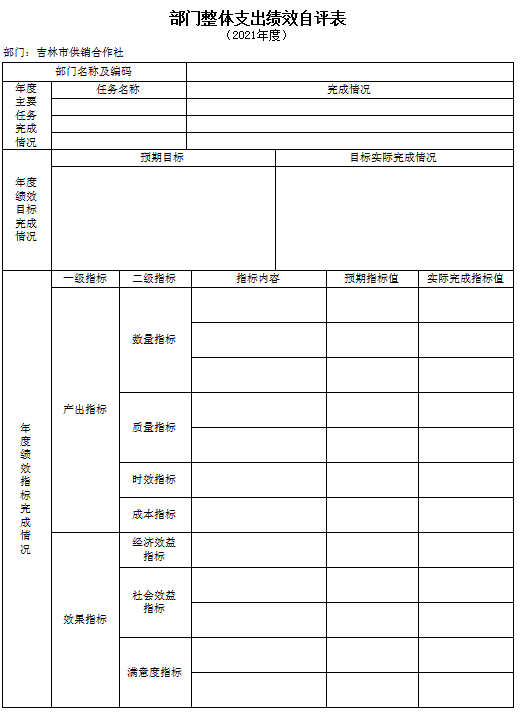 部门整体支出绩效自评表
（2021年度）
部门：吉林市供销合作社
部门名称及编码
年度
主要
任务
完成
情况
任务名称
完成情况
年度
绩效
目标
完成
情况
预期目标
目标实际完成情况
年
度
绩
效
指
标
完
成
情
况
一级指标
二级指标
指标内容
预期指标值
实际完成指标值
产出指标
数量指标
质量指标
时效指标
成本指标
效果指标
经济效益
指标
社会效益
指标
满意度指标